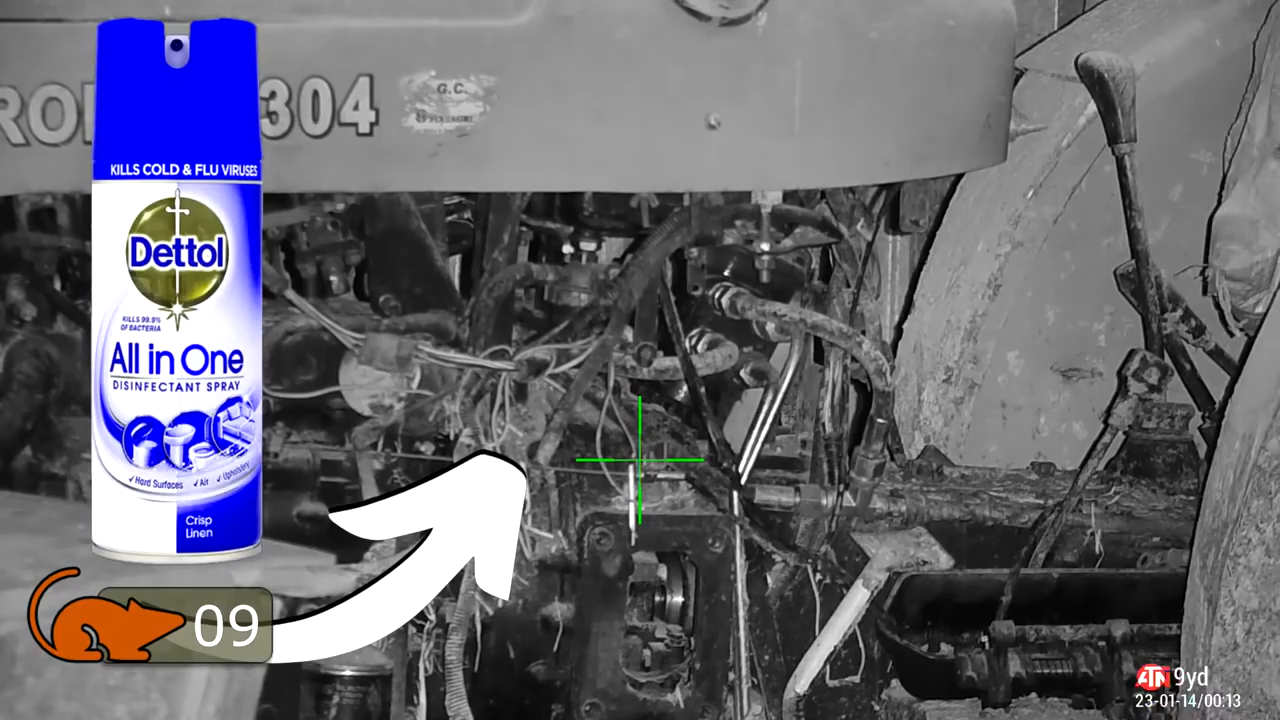 304
G.C.
KILLS COLD & FLU VIRUSES
Dettol
KILLS 99.9%
OF BACTERIA
All in One
DISINFECTANT SPRAY
✓Hard Surfaces ✓Air ✓Upholstery
Crisp
Linen
09
ATN 9yd
23-01-14/00:13